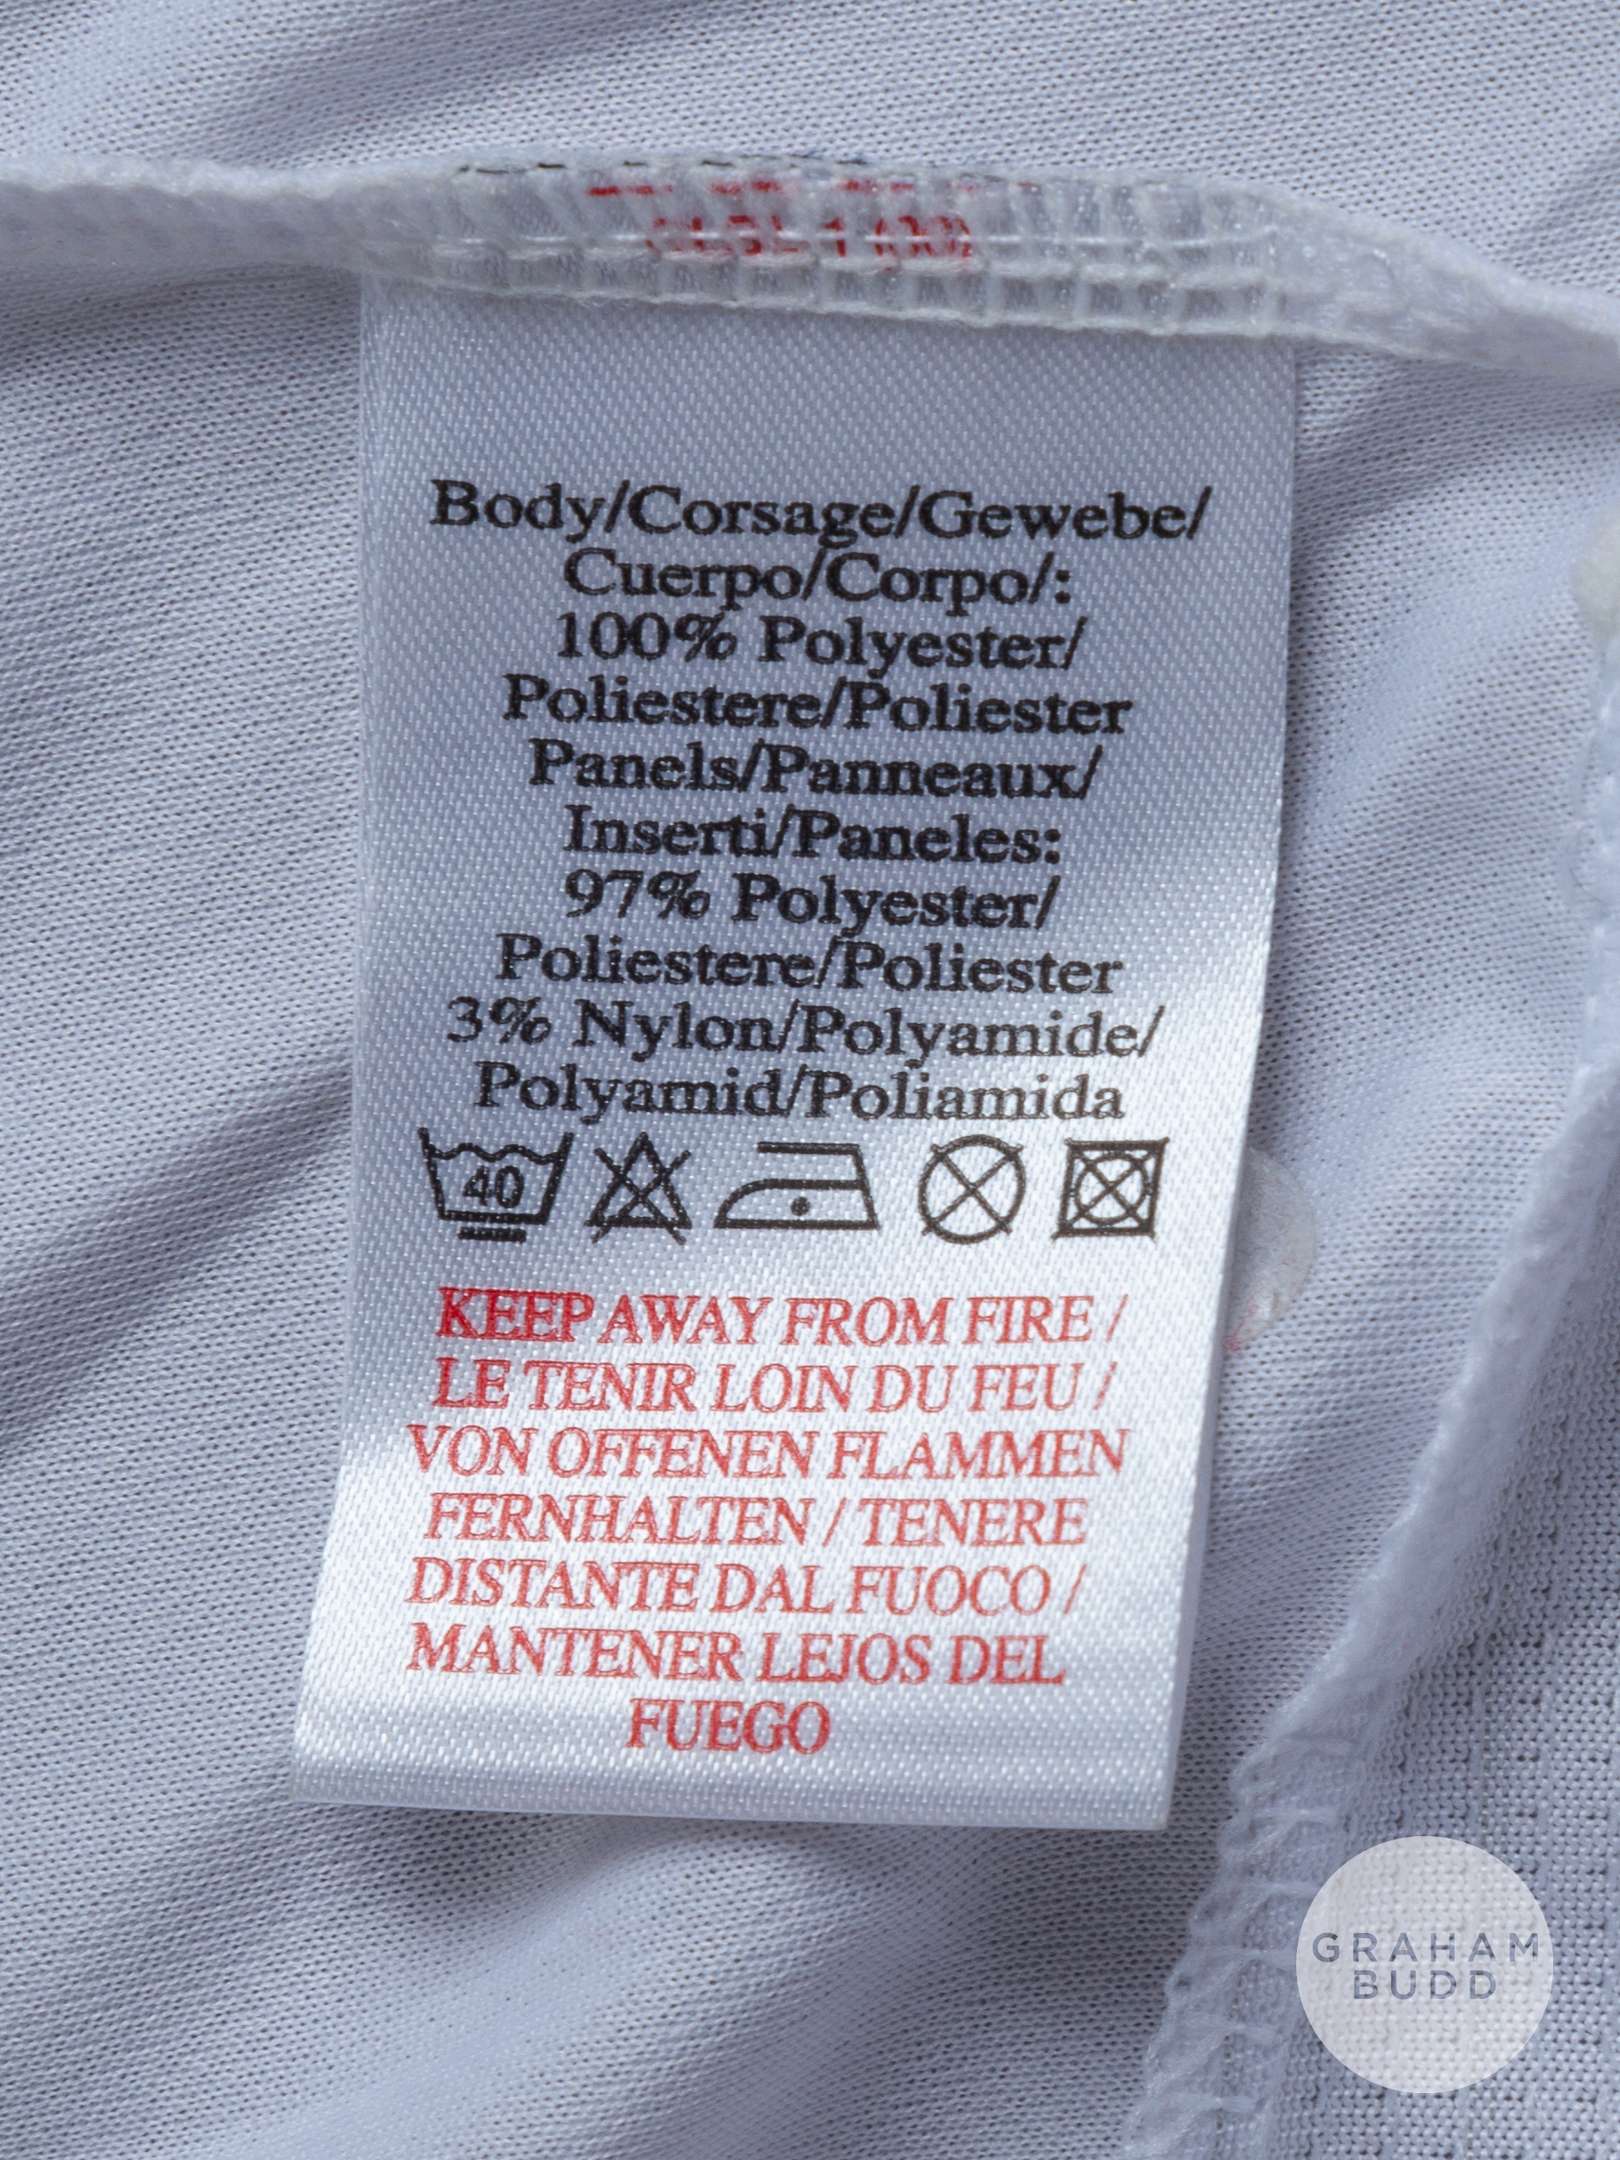 Body/Corsage/Gewebe/
Cuerpo/Corpo/:
100% Polyester/
Poliestere/Poliester
Panels/Panneaux/
Inserti/Paneles:
97% Polyester/
Poliestere/Poliester
3% Nylon/Polyamide/
Polyamid/Poliamida
40
KEEP AWAY FROM FIRE /
LE TENIR LOIN DU FEU /
VON OFFENEN FLAMMEN
FERNHALTEN / TENERE
DISTANTE DAL FUOCO /
MANTENER LEJOS DEL
FUEGO
GRAHAM
BUDD